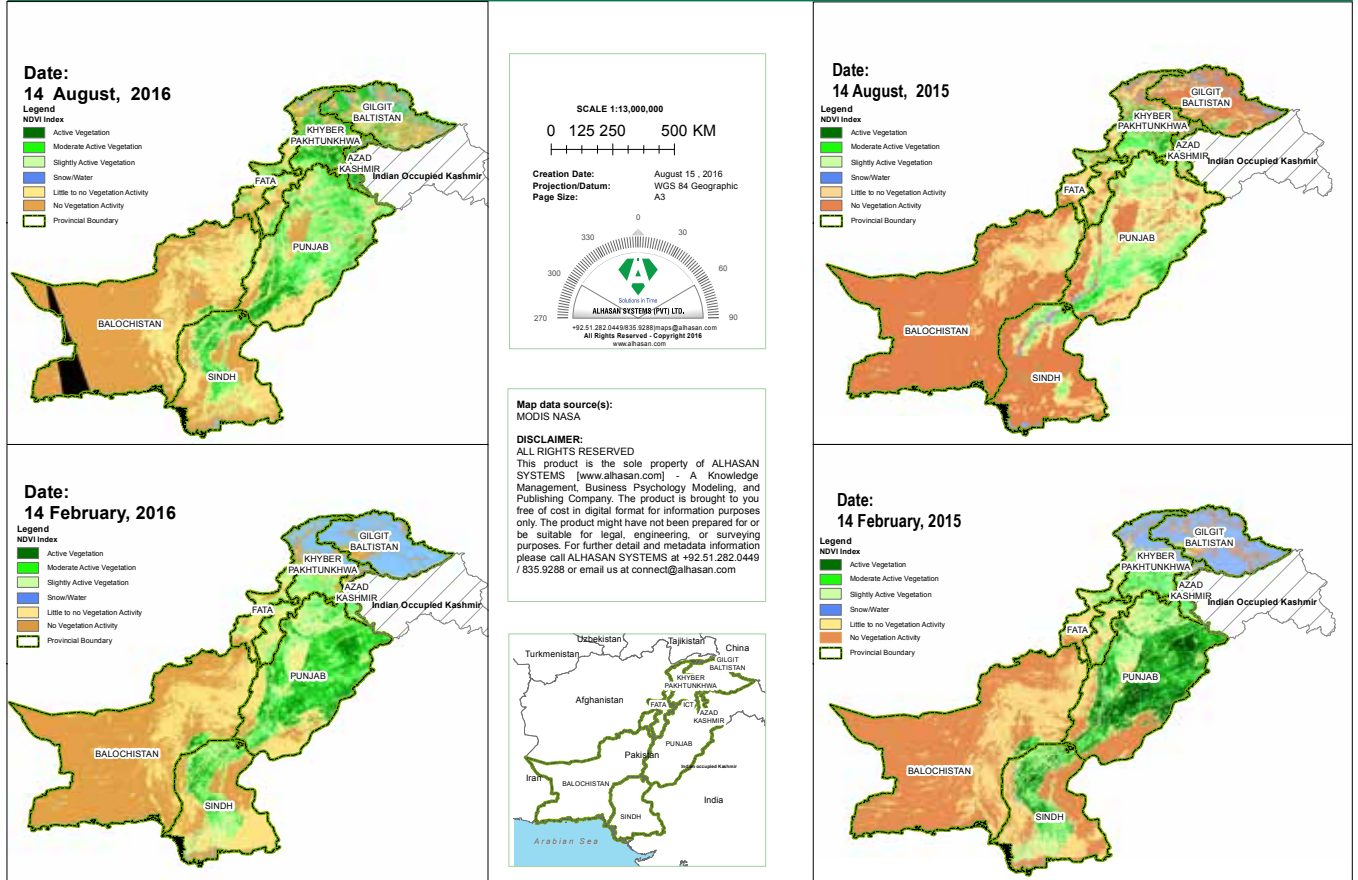 Date:
14 August, 2016
Legend
NDVI Index
Active Vegetation
Moderate Active Vegetation
Slightly Active Vegetation
Snow/Water
Little to no Vegetation Activity
No Vegetation Activity
Provincial Boundary
GILGIT
BALTISTAN
KHYBER
PAKHTUNKHWA
AZAD
KASHMIR
Indian Occupied Kashmir
FATA
PUNJAB
BALOCHISTAN
SINDH
SCALE 1:13,000,000
0 125 250 500 KM
Creation Date: August 15 , 2016
Projection/Datum: WGS 84 Geographic
Page Size: A3
0
330 30
300 60
270 90
Solutions in Time
ALHASAN SYSTEMS (PVT) LTD.
+92.51.282.0449/835.9288|maps@alhasan.com
All Rights Reserved - Copyright 2016
www.alhasan.com
Date:
14 August, 2015
Legend
NDVI Index
Active Vegetation
Moderate Active Vegetation
Slightly Active Vegetation
Snow/Water
Little to no Vegetation Activity
No Vegetation Activity
Provincial Boundary
GILGIT
BALTISTAN
KHYBER
PAKHTUNKHWA
AZAD
KASHMIR
Indian Occupied Kashmir
FATA
PUNJAB
BALOCHISTAN
SINDH
Map data source(s):
MODIS NASA
DISCLAIMER:
ALL RIGHTS RESERVED
This product is the sole property of ALHASAN
SYSTEMS [www.alhasan.com] - A Knowledge
Management, Business Psychology Modeling, and
Publishing Company. The product is brought to you
free of cost in digital format for information purposes
only. The product might have not been prepared for or
be suitable for legal, engineering, or surveying
purposes. For further detail and metadata information
please call ALHASAN SYSTEMS at +92.51.282.0449
/ 835.9288 or email us at connect@alhasan.com
Date:
14 February, 2016
Legend
NDVI Index
Active Vegetation
Moderate Active Vegetation
Slightly Active Vegetation
Snow/Water
Little to no Vegetation Activity
No Vegetation Activity
Provincial Boundary
GILGIT
BALTISTAN
KHYBER
PAKHTUNKHWA
AZAD
KASHMIR
Indian Occupied Kashmir
FATA
PUNJAB
BALOCHISTAN
SINDH
Uzbekistan
Tajikistan
Turkmenistan
China
GILGIT
BALTISTAN
KHYBER
PAKHTUNKHWA
Afghanistan
FATA
ICT
AZAD
KASHMIR
PUNJAB
Pakistan
Indian occupied Kashmir
Iran
BALOCHISTAN
India
SINDH
Arabian Sea
Date:
14 February, 2015
Legend
NDVI Index
Active Vegetation
Moderate Active Vegetation
Slightly Active Vegetation
Snow/Water
Little to no Vegetation Activity
No Vegetation Activity
Provincial Boundary
GILGIT
BALTISTAN
KHYBER
PAKHTUNKHWA
AZAD
KASHMIR
Indian Occupied Kashmir
FATA
PUNJAB
BALOCHISTAN
SINDH